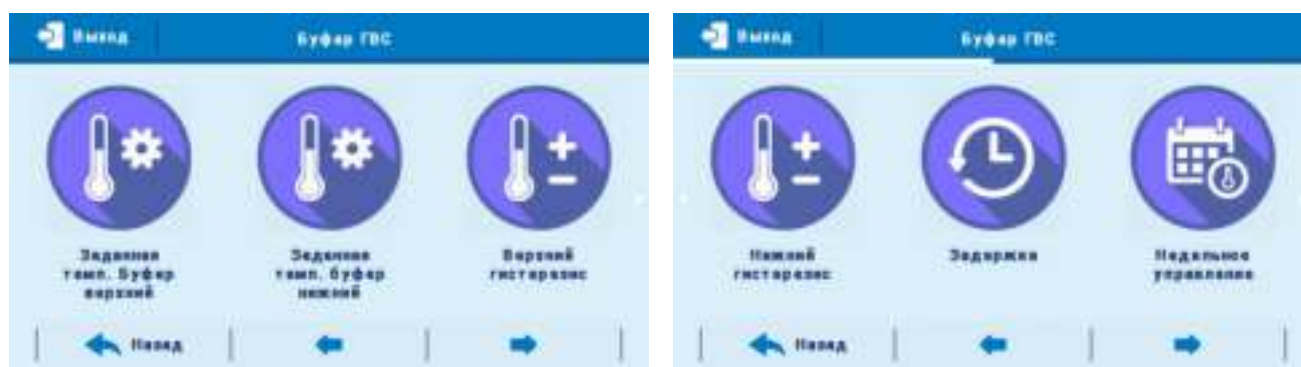 Выход
Буфер ГВС
Заданная
темп. буфер
верхний
Заданная
темп. буфер
нижний
Верхний
гистерезис
Назад
Выход
Буфер ГВС
Нижний
гистерезис
Задержка
Недельное
управление
Назад